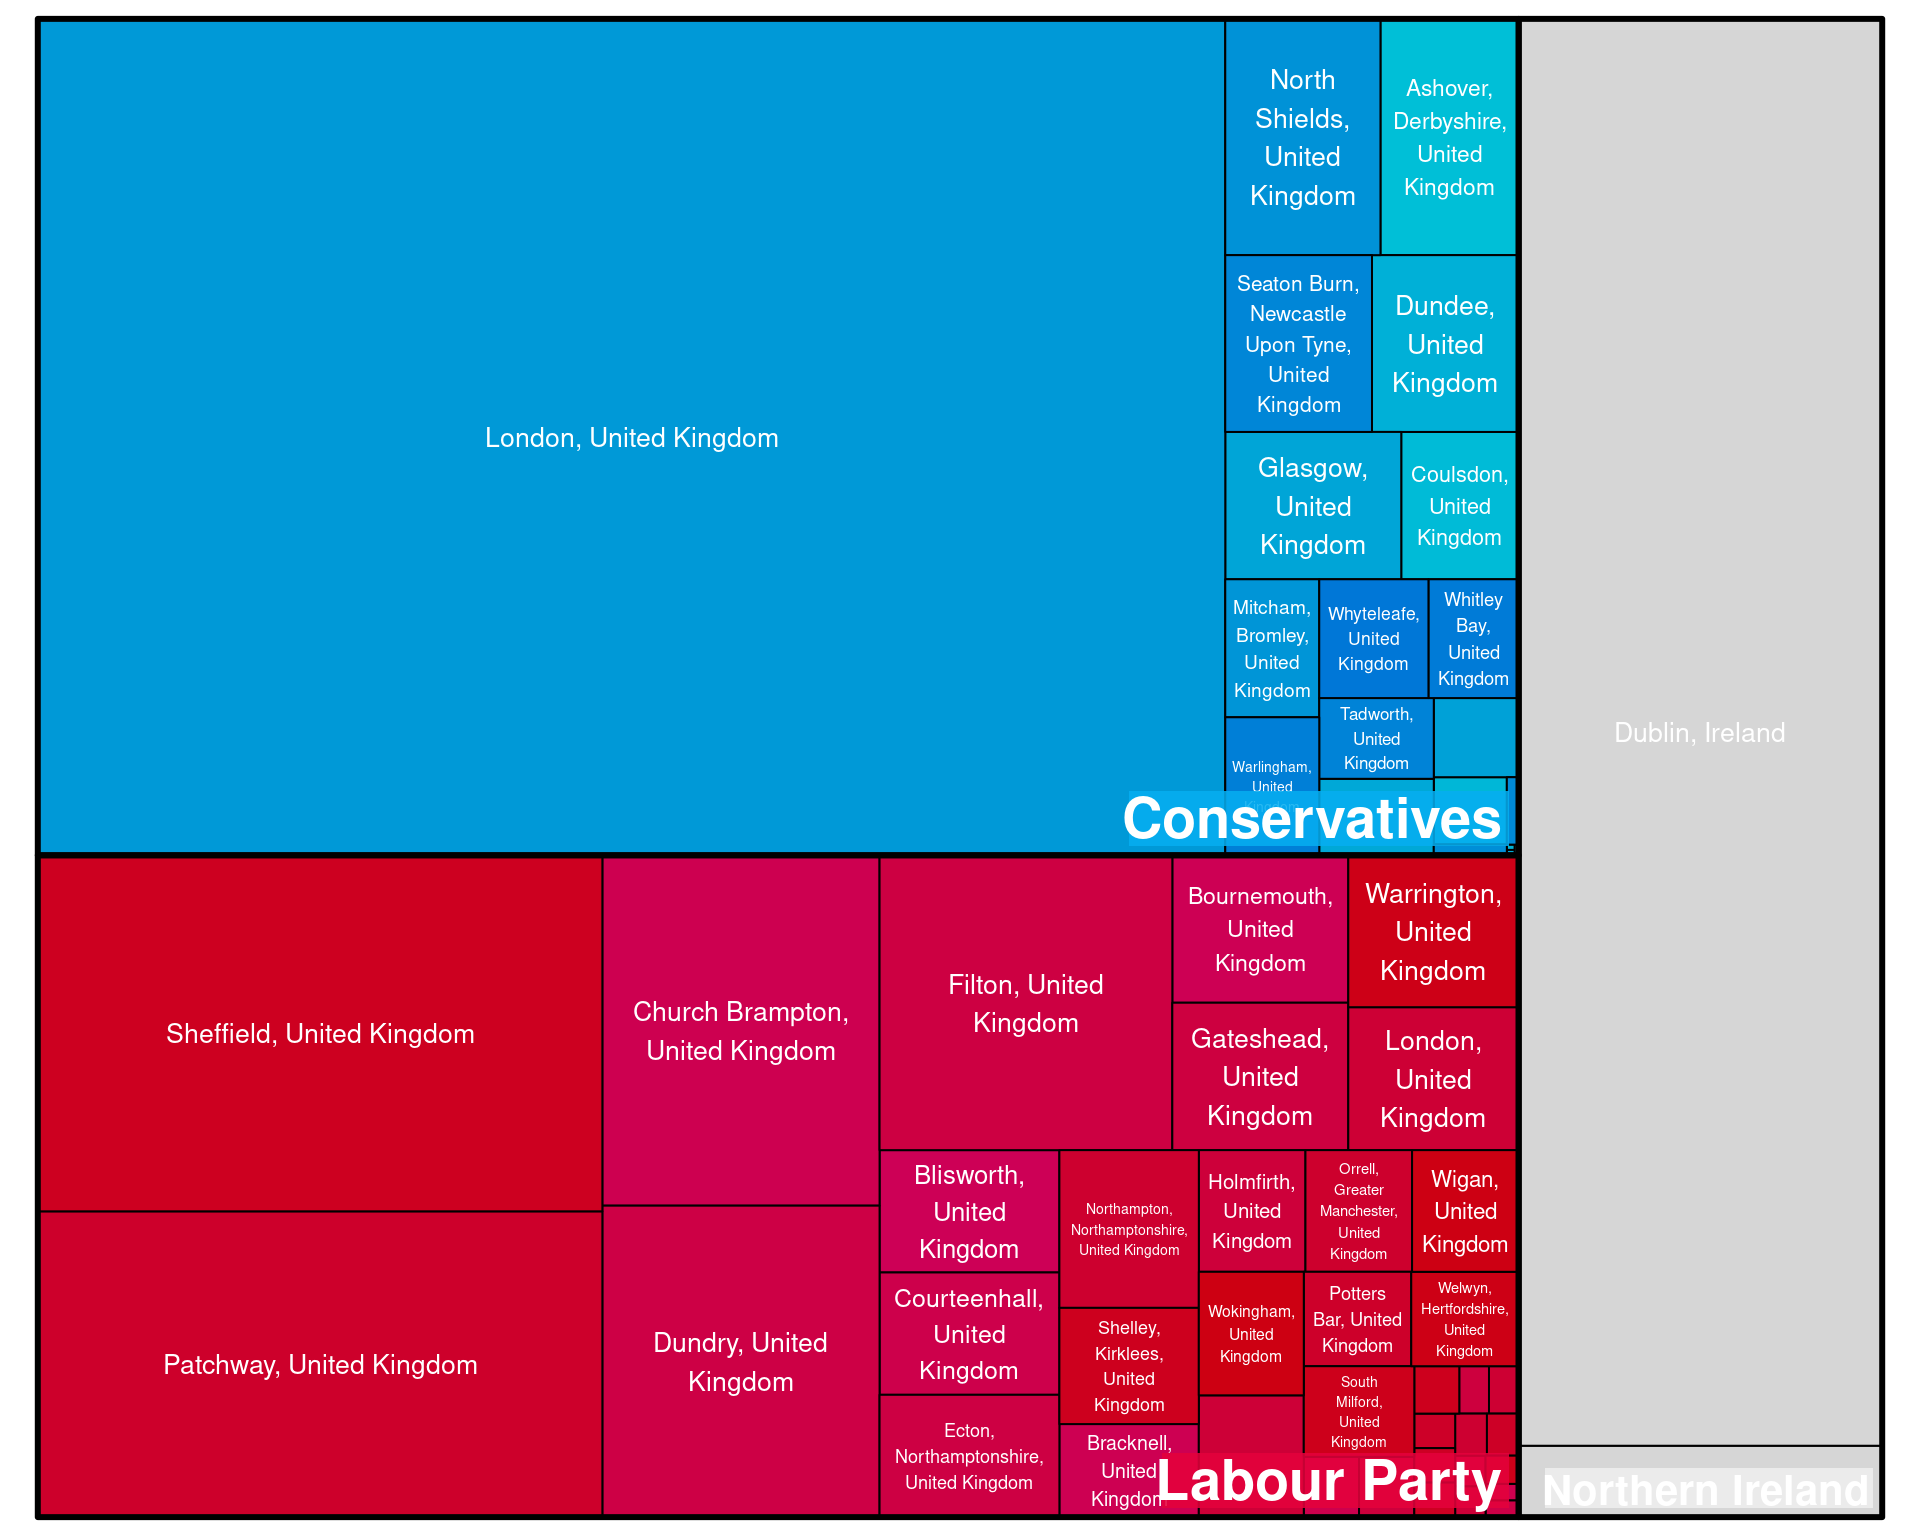 London, United Kingdom
North
Shields,
United
Kingdom
Ashover,
Derbyshire,
United
Kingdom
Seaton Burn,
Newcastle
Upon Tyne,
United
Kingdom
Dundee,
United
Kingdom
Glasgow,
United
Kingdom
Coulsdon,
United
Kingdom
Mitcham,
Bromley,
United
Kingdom
Whyteleafe,
United
Kingdom
Whitley
Bay,
United
Kingdom
Tadworth,
United
Kingdom
Warlingham,
United
Kingdom
Conservatives
Sheffield, United Kingdom
Patchway, United Kingdom
Church Brampton,
United Kingdom
Dundry, United
Kingdom
Filton, United
Kingdom
Bournemouth,
United
Kingdom
Warrington,
United
Kingdom
Gateshead,
United
Kingdom
London,
United
Kingdom
Blisworth,
United
Kingdom
Courteenhall,
United
Kingdom
Ecton,
Northamptonshire,
United Kingdom
Northampton,
Northamptonshire,
United Kingdom
Shelley,
Kirklees,
United
Kingdom
Bracknell,
United
Kingdom
Holmfirth,
United
Kingdom
Orrell,
Greater
Manchester,
United
Kingdom
Wigan,
United
Kingdom
Wokingham,
United
Kingdom
Potters
Bar, United
Kingdom
Welwyn,
Hertfordshire,
United
Kingdom
South
Milford,
United
Kingdom
Labour Party
Dublin, Ireland
Northern Ireland